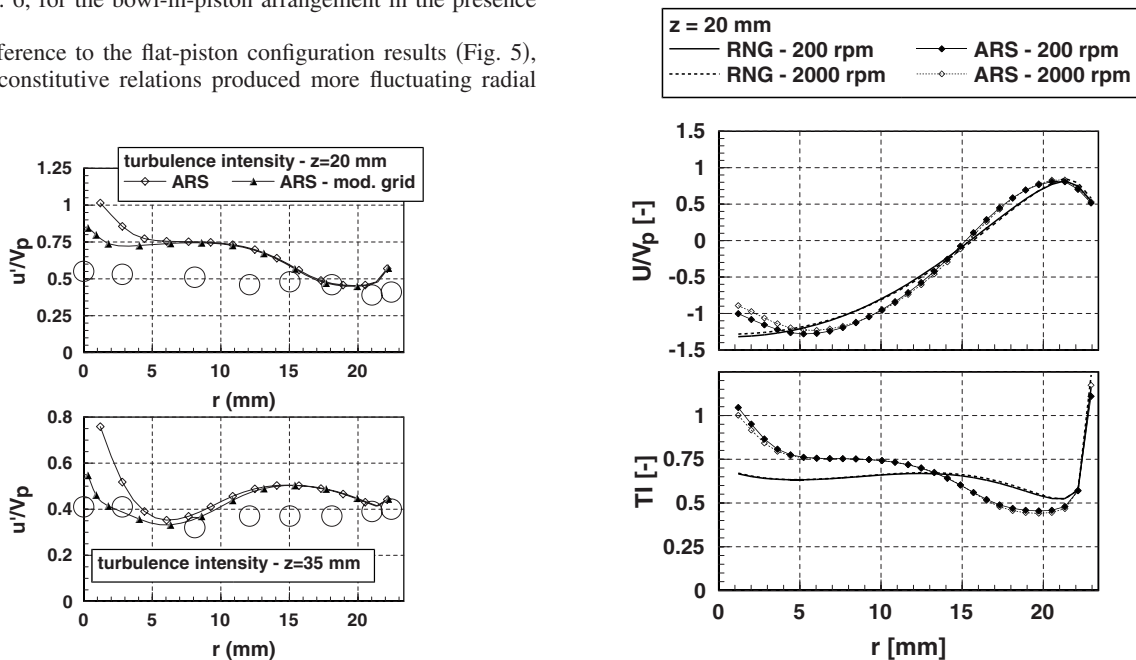 . 6, for the bowl-in-piston arrangement in the presence
ference to the flat-piston configuration results (Fig. 5),
constitutive relations produced more fluctuating radial
turbulence intensity - z=20 mm
ARS ARS - mod. grid
u'/Vp
1.25
1
0.75
0.5
0.25
0
0 5 10 15 20
r (mm)
u'/Vp
0.8
0.6
0.4
0.2
0
turbulence intensity - z=35 mm
0 5 10 15 20
r (mm)
z = 20 mm
RNG - 200 rpm ARS - 200 rpm
RNG - 2000 rpm ARS - 2000 rpm
U/Vp [-]
1.5
1
0.5
0
-0.5
-1
-1.5
TI [-]
1
0.75
0.5
0.25
0
0 5 10 15 20
r [mm]